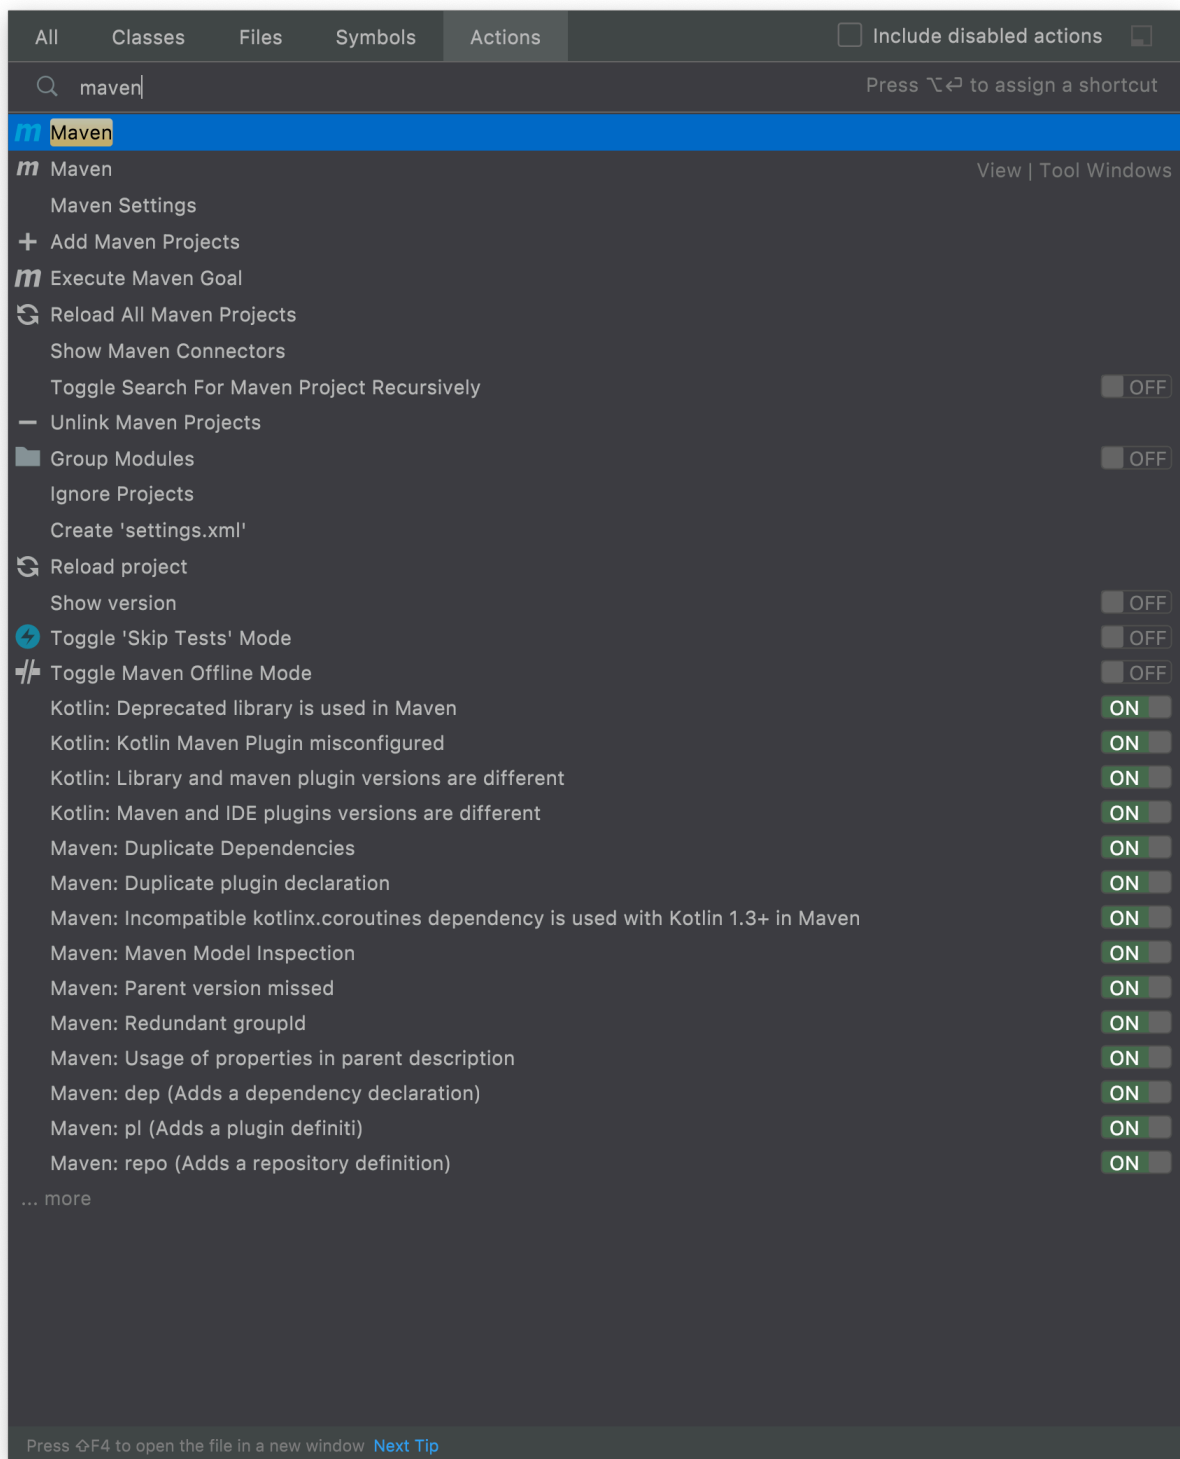 All Classes Files Symbols Actions Include disabled actions
maven Press ⌥↩ to assign a shortcut
m Maven
m Maven View | Tool Windows
Maven Settings
Add Maven Projects
m Execute Maven Goal
Reload All Maven Projects
Show Maven Connectors
Toggle Search For Maven Project Recursively OFF
Unlink Maven Projects
Group Modules OFF
Ignore Projects
Create 'settings.xml'
Reload project
Show version OFF
Toggle 'Skip Tests' Mode OFF
Toggle Maven Offline Mode OFF
Kotlin: Deprecated library is used in Maven ON
Kotlin: Kotlin Maven Plugin misconfigured ON
Kotlin: Library and maven plugin versions are different ON
Kotlin: Maven and IDE plugins versions are different ON
Maven: Duplicate Dependencies ON
Maven: Duplicate plugin declaration ON
Maven: Incompatible kotlinx.coroutines dependency is used with Kotlin 1.3+ in Maven ON
Maven: Maven Model Inspection ON
Maven: Parent version missed ON
Maven: Redundant groupId ON
Maven: Usage of properties in parent description ON
Maven: dep (Adds a dependency declaration) ON
Maven: pl (Adds a plugin definiti) ON
Maven: repo (Adds a repository definition) ON
... more
Press ⇧F4 to open the file in a new window Next Tip